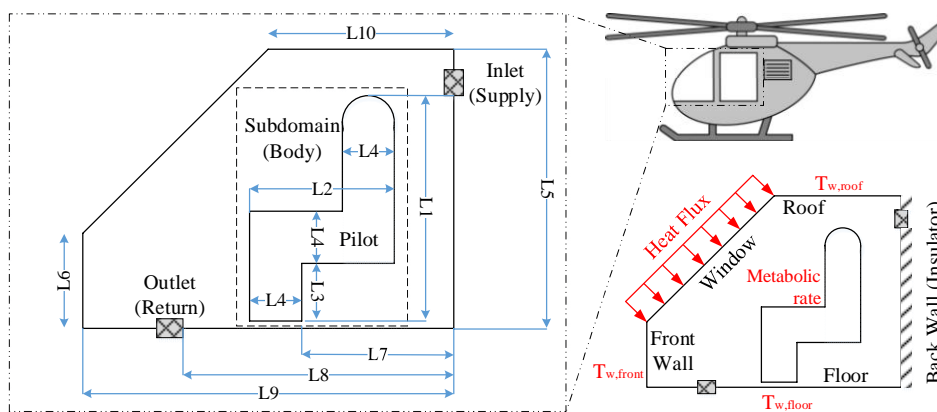 L10
Inlet
(Supply)
Subdomain
(Body)
L4
L2
L1
L5
L4
Pilot
L6
Outlet
(Return)
L4
L3
L7
L8
L9
Heat Flux
Window
Tw,roof
Roof
Metabolic
rate
Front
Wall
Tw,front
Floor
Tw,floor
Back Wall (Insulator)